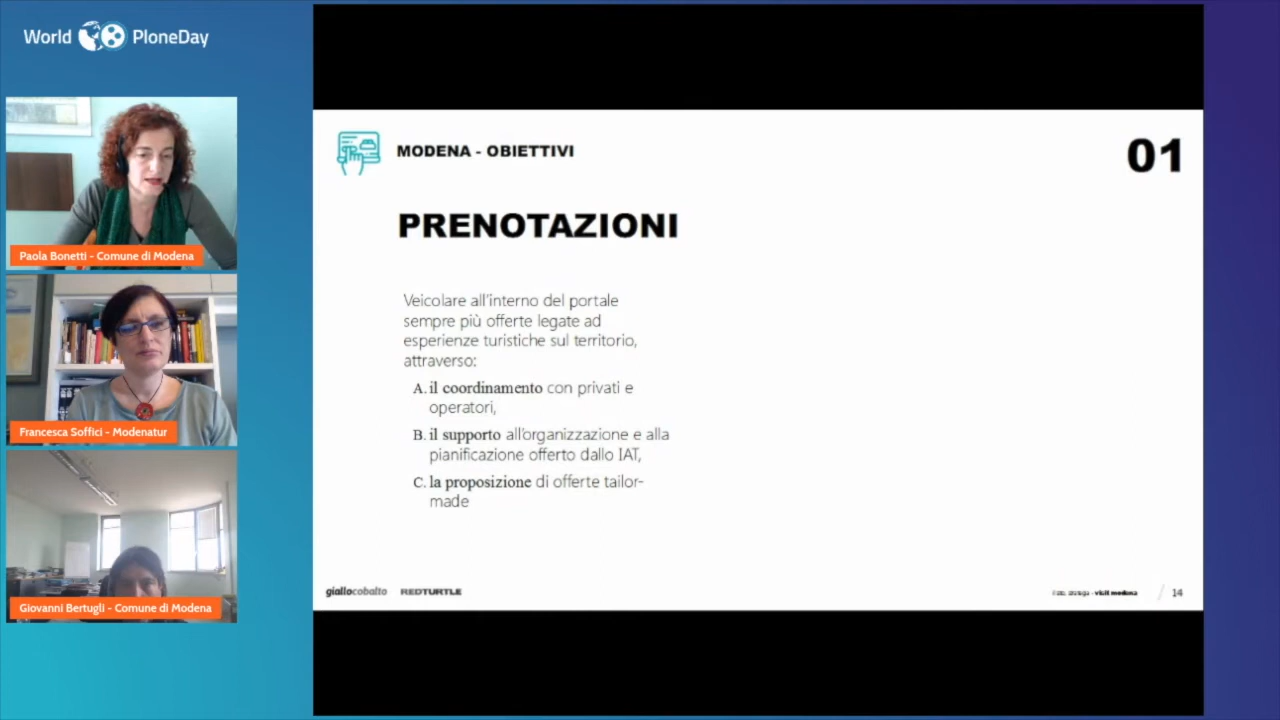 World PloneDay
Paola Bonetti - Comune di Modena
Francesca Soffici - Modenatur
Giovanni Bertugli - Comune di Modena
MODENA - OBIETTIVI
01
PRENOTAZIONI
Veicolare all'interno del portale
sempre più offerte legate ad
esperienze turistiche sul territorio,
attraverso:
A. il coordinamento con privati e
operatori,
B. il supporto all'organizzazione e alla
pianificazione offerto dallo IAT,
C. la proposizione di offerte tailor-
made
giallocobalto REDTURTLE
visit modena / 14